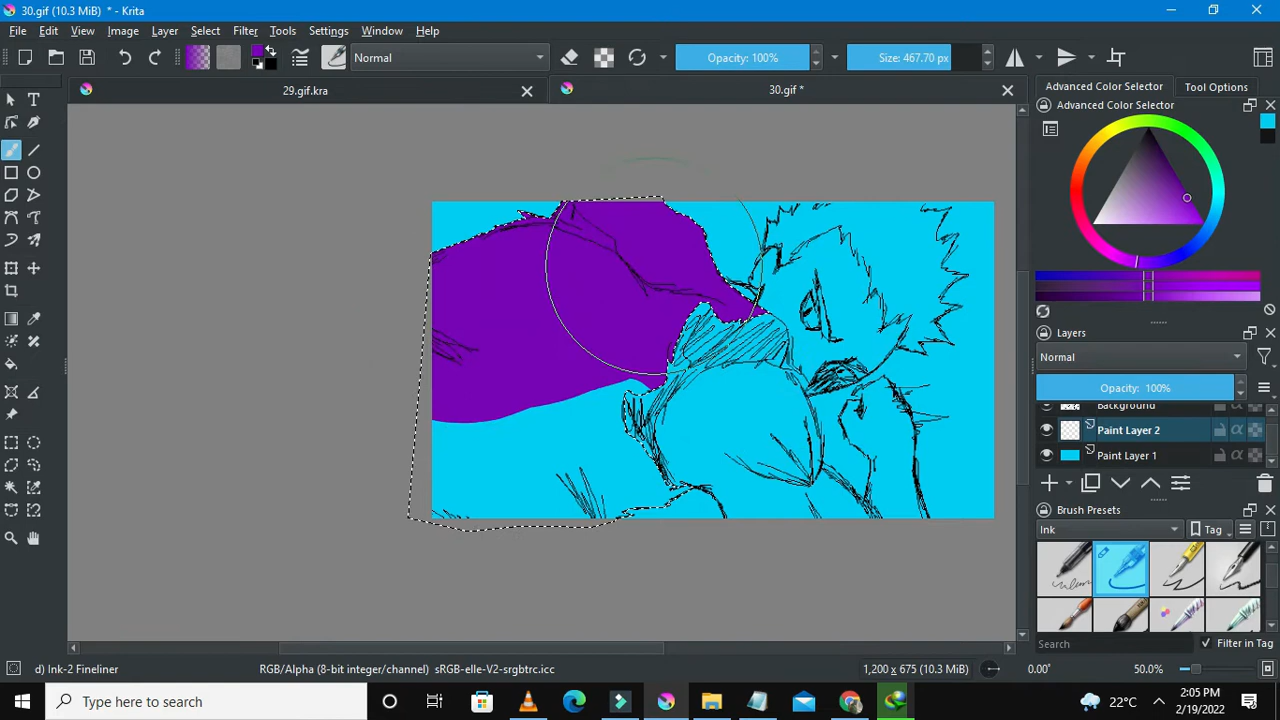 30.gif (10.3 MiB) * - Krita
File Edit View Image Layer Select Filter Tools Settings Window Help
Normal Opacity: 100% Size: 467.70 px
29.gif.kra 30.gif *
Advanced Color Selector Tool Options
Advanced Color Selector
Layers
Normal
Opacity: 100%
Background
Paint Layer 2
Paint Layer 1
Brush Presets
Ink Tag
Search Filter in Tag
d) Ink-2 Fineliner RGB/Alpha (8-bit integer/channel) sRGB-elle-V2-srgbtrc.icc 1,200 x 675 (10.3 MiB) 0.00° 50.0%
Type here to search 22°C 2:05 PM
2/19/2022